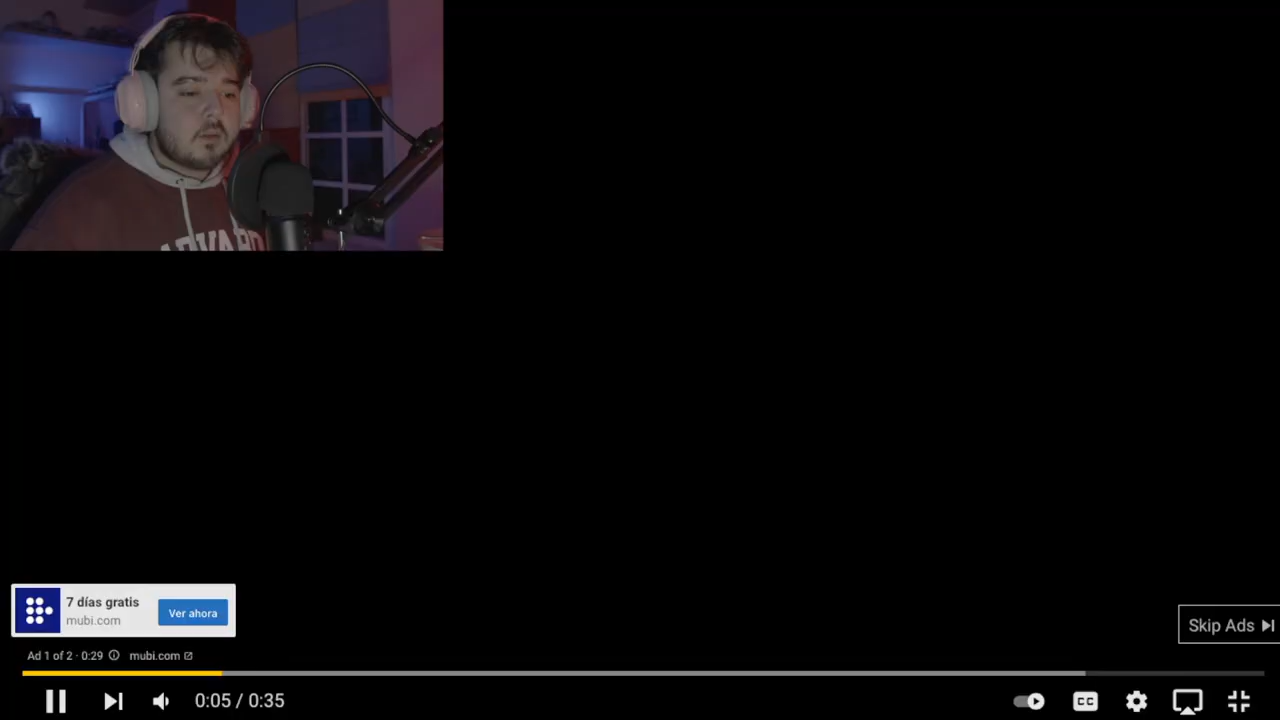 7 días gratis
mubi.com
Ver ahora
Skip Ads
Ad 1 of 2 · 0:29
mubi.com
0:05 / 0:35
CC